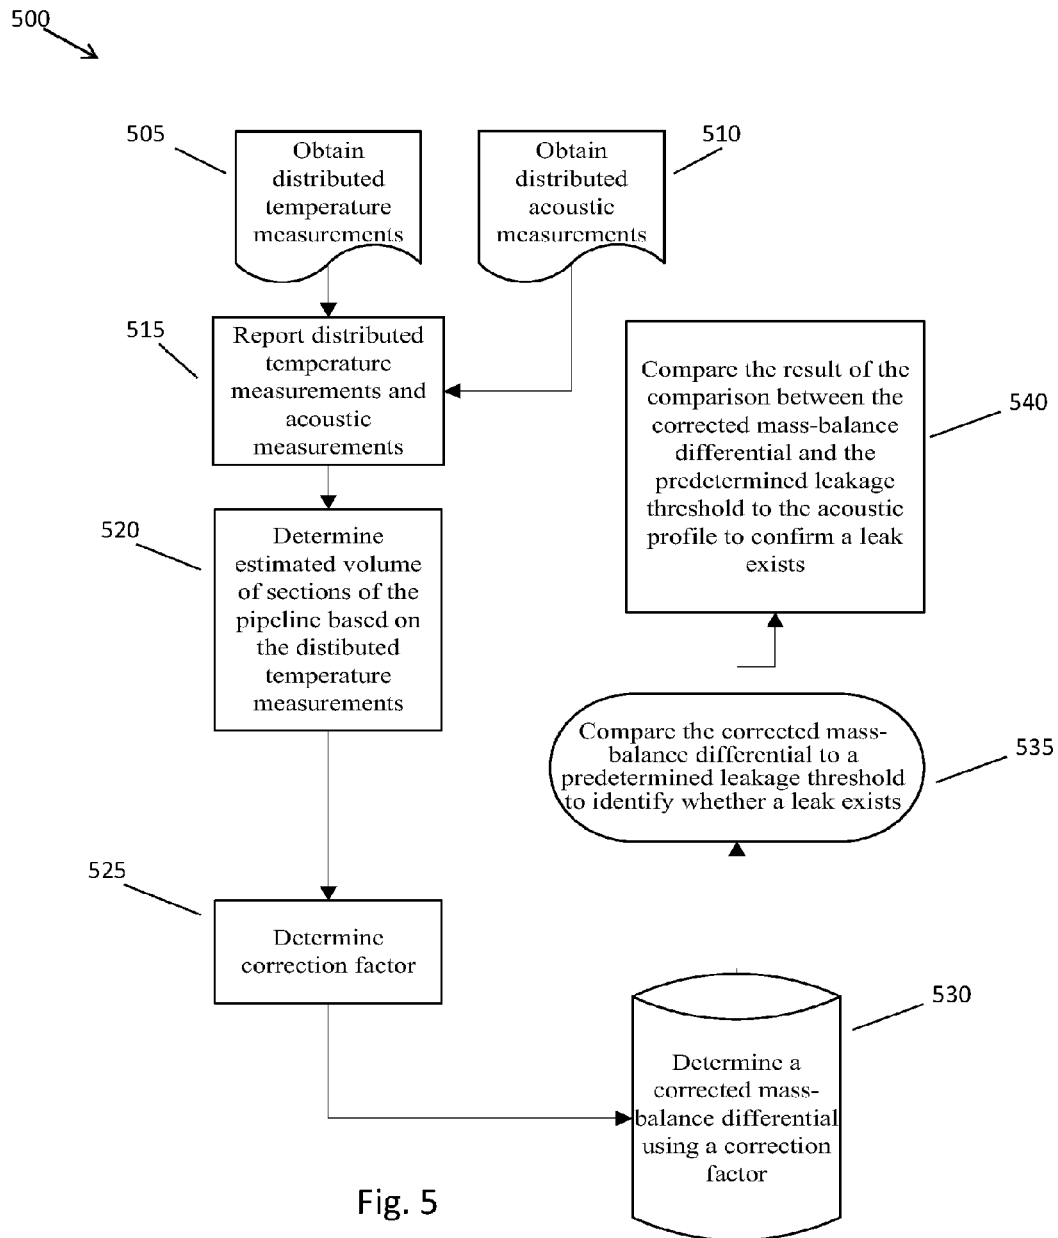 500
505
Obtain
distributed
temperature
measurements
510
Obtain
distributed
acoustic
measurements
515
Report distributed
temperature
measurements and
acoustic
measurements
520
Determine
estimated volume
of sections of the
pipeline based on
the distibuted
temperature
measurements
525
Determine
correction factor
530
Determine a
corrected mass-
balance differential
using a correction
factor
535
Compare the corrected mass-
balance differential to a
predetermined leakage threshold
to identify whether a leak exists
540
Compare the result of the
comparison between the
corrected mass-balance
differential and the
predetermined leakage
threshold to the acoustic
profile to confirm a leak
exists
Fig. 5